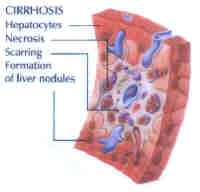 CIRRHOSIS
Hepatocytes
Necrosis
Scarring
Formation
of liver nodules